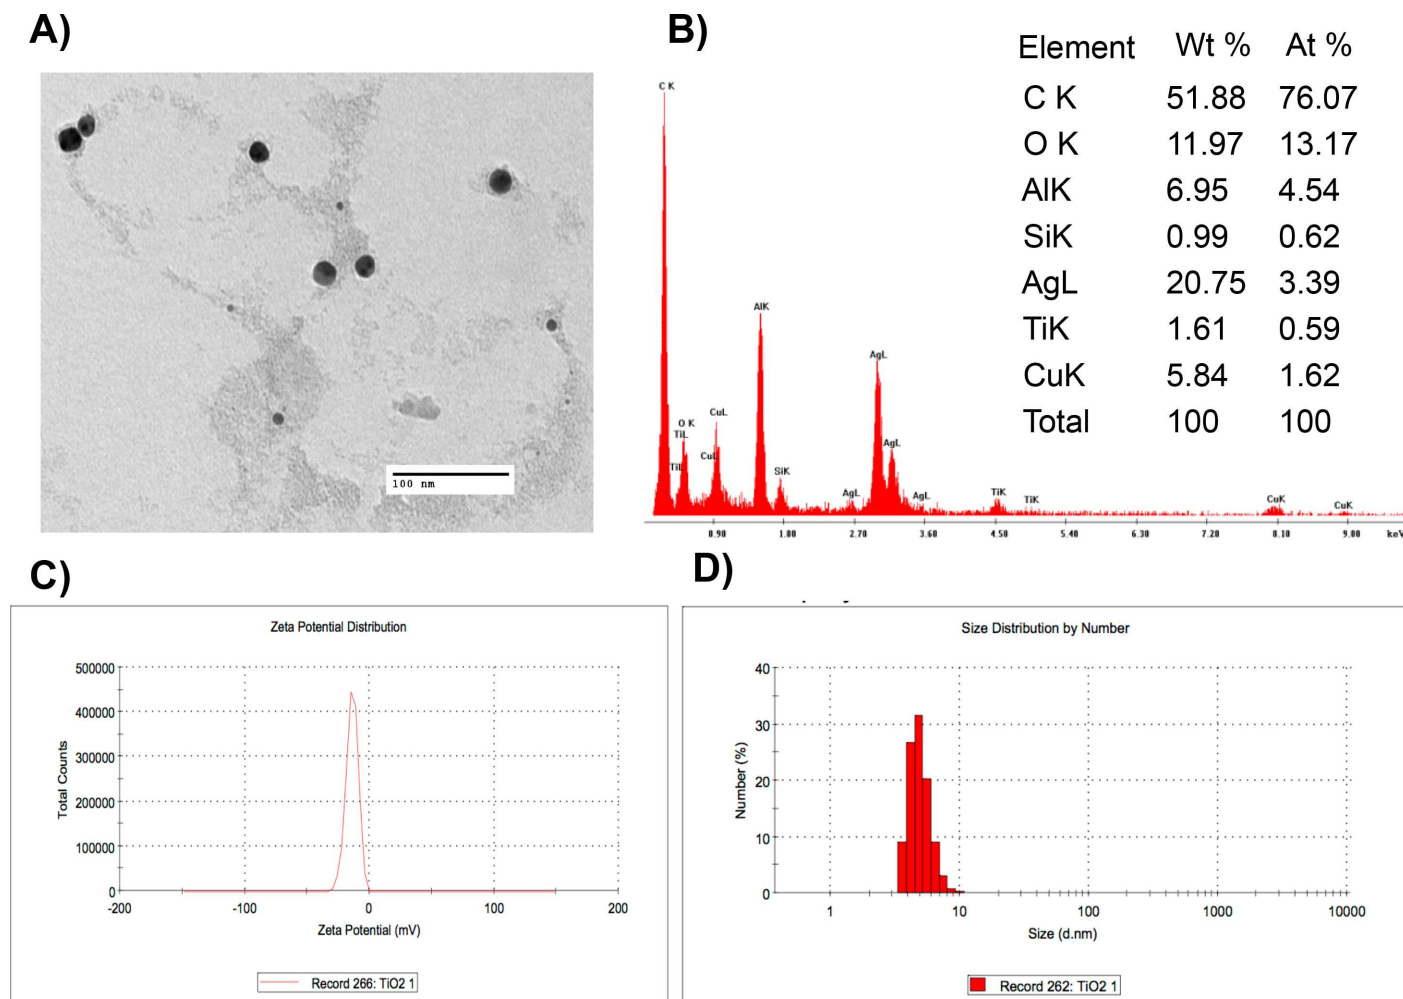 A)
100 nm
B)
Element Wt % At %
C K 51.88 76.07
O K 11.97 13.17
AlK 6.95 4.54
SiK 0.99 0.62
AgL 20.75 3.39
TiK 1.61 0.59
CuK 5.84 1.62
Total 100 100
C K
O K
TiL
TiL
CuL
CuL
AlK
SiK
AgL
AgL
AgL
AgL
TiK
TiK
CuK
CuK
0.90 1.80 2.70 3.60 4.50 5.40 6.30 7.20 8.10 9.00 keV
C)
Zeta Potential Distribution
Total Counts
500000
400000
300000
200000
100000
0
-200 -100 0 100 200
Zeta Potential (mV)
Record 266: TiO2 1
D)
Size Distribution by Number
Number (%)
40
30
20
10
0
1 10 100 1000 10000
Size (d.nm)
Record 262: TiO2 1